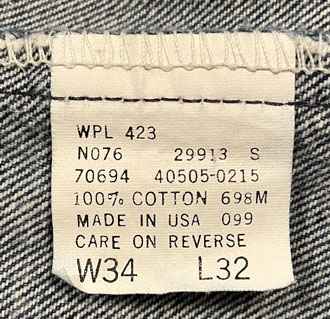 WPL 423
N076 29913 S
70694 40505-0215
100% COTTON 698M
MADE IN USA 099
CARE ON REVERSE
W34 L32